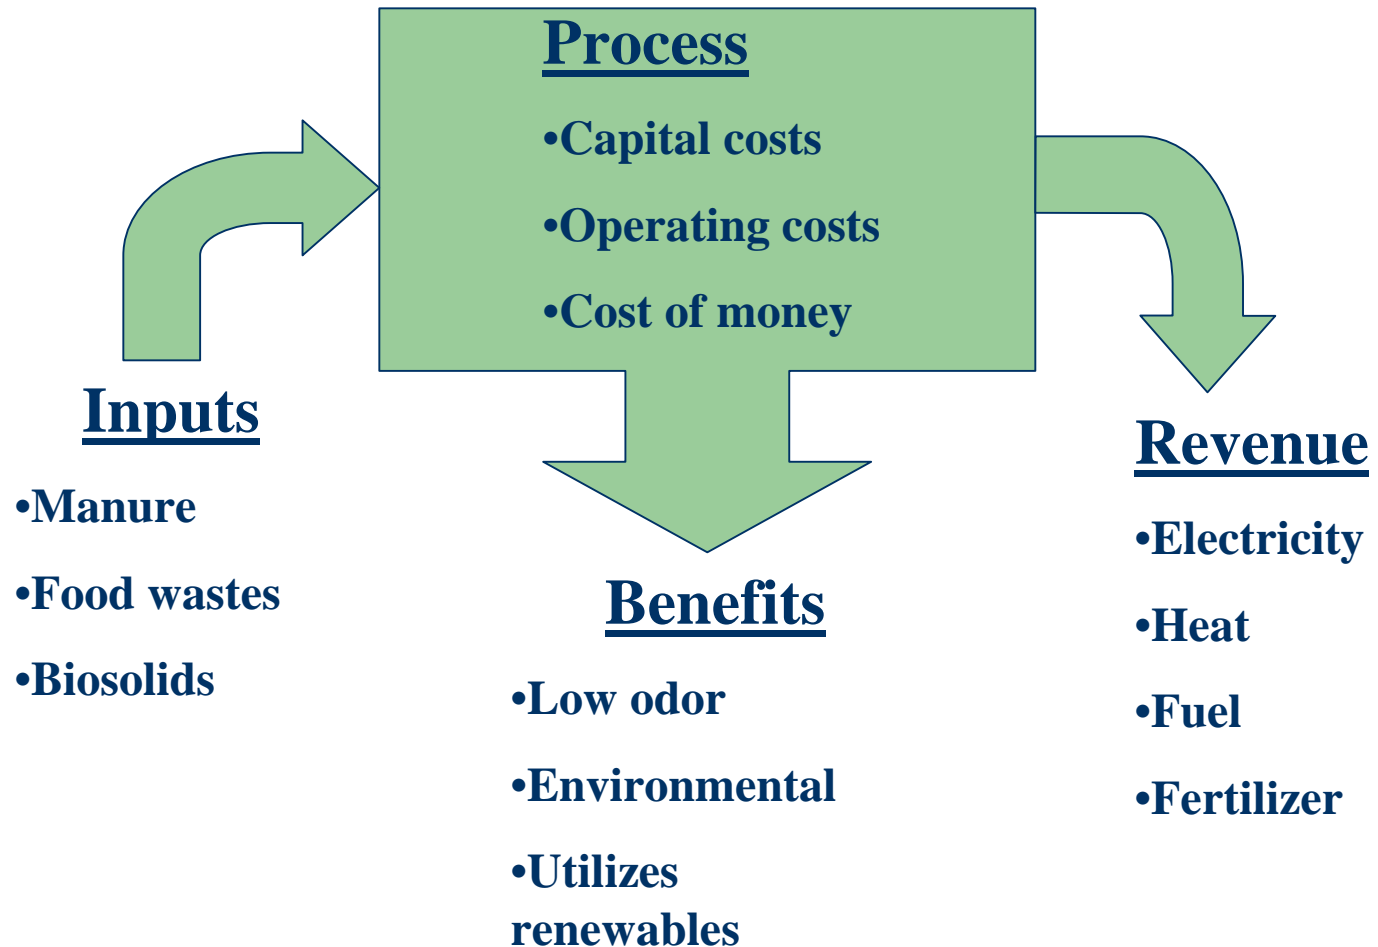 Process
•Capital costs
•Operating costs
•Cost of money
Inputs
•Manure
•Food wastes
•Biosolids
Benefits
•Low odor
•Environmental
•Utilizes
renewables
Revenue
•Electricity
•Heat
•Fuel
•Fertilizer